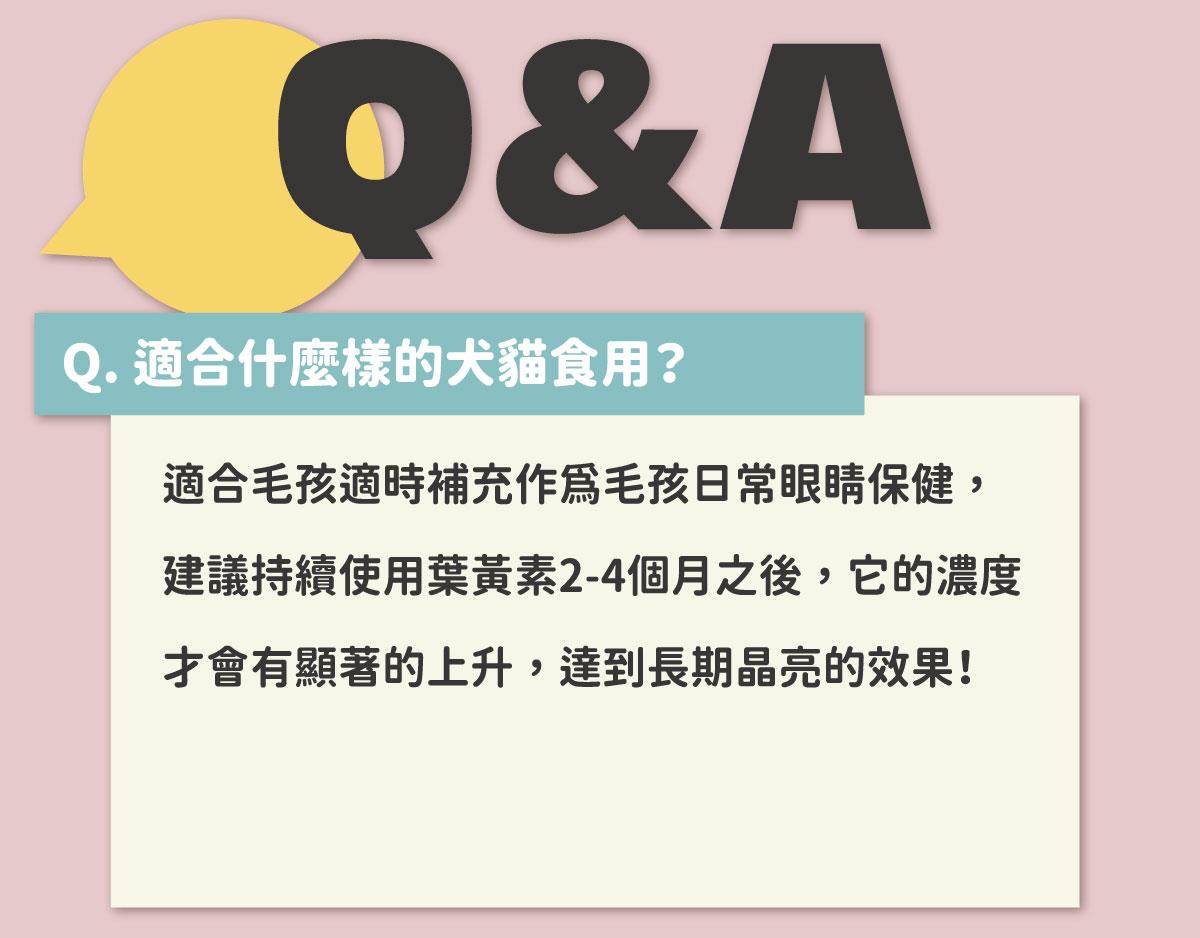 Q&A
Q. 適合什麼樣的犬貓食用？
適合毛孩適時補充作爲毛孩日常眼睛保健，
建議持續使用葉黃素2-4個月之後，它的濃度
才會有顯著的上升，達到長期晶亮的效果！